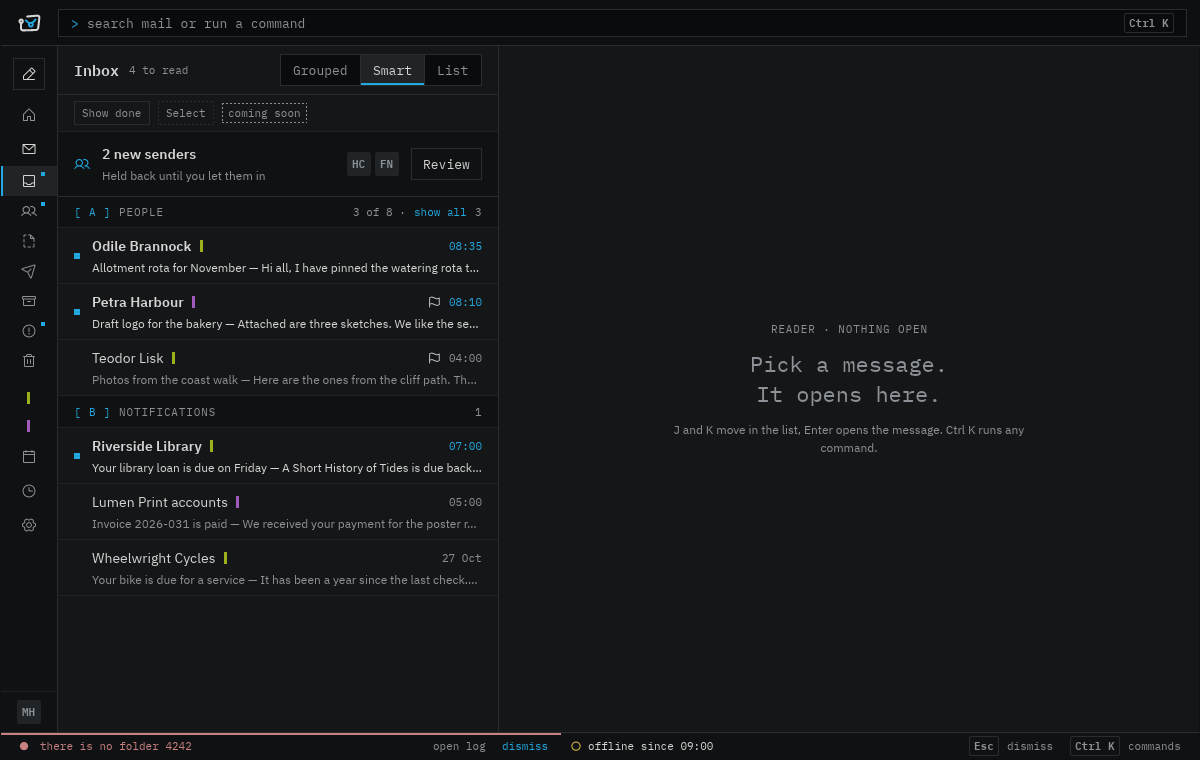 > search mail or run a command Ctrl K
Inbox 4 to read Grouped Smart List
Show done Select coming soon
2 new senders
Held back until you let them in
HC FN Review
[ A ] PEOPLE 3 of 8 · show all 3
Odile Brannock 08:35
Allotment rota for November — Hi all, I have pinned the watering rota t…
Petra Harbour 08:10
Draft logo for the bakery — Attached are three sketches. We like the se…
Teodor Lisk 04:00
Photos from the coast walk — Here are the ones from the cliff path. Th…
[ B ] NOTIFICATIONS 1
Riverside Library 07:00
Your library loan is due on Friday — A Short History of Tides is due back…
Lumen Print accounts 05:00
Invoice 2026-031 is paid — We received your payment for the poster r…
Wheelwright Cycles 27 Oct
Your bike is due for a service — It has been a year since the last check.…
READER · NOTHING OPEN
Pick a message.
It opens here.
J and K move in the list, Enter opens the message. Ctrl K runs any
command.
MH
there is no folder 4242 open log dismiss offline since 09:00 Esc dismiss Ctrl K commands